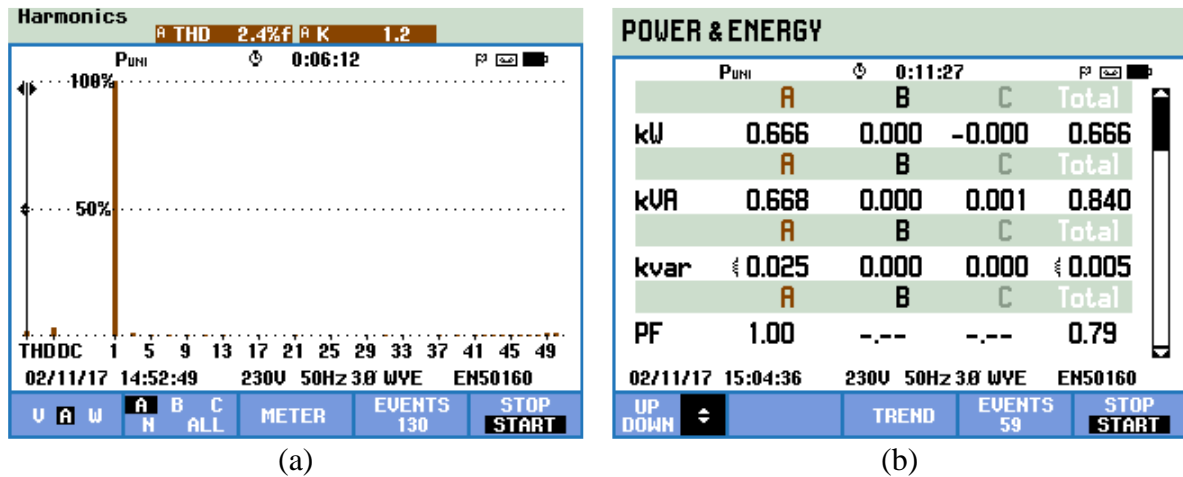 Harmonics
A THD 2.4%f A K 1.2
PUNI 0:06:12
100%
50%
THDDC 1 5 9 13 17 21 25 29 33 37 41 45 49
02/11/17 14:52:49 230V 50Hz 3Ø WYE EN50160
V A W A B C N ALL METER EVENTS 130 STOP START
(a)
POWER & ENERGY
PUNI 0:11:27
A B C Total
kW 0.666 0.000 -0.000 0.666
A B C Total
kVA 0.668 0.000 0.001 0.840
A B C Total
kvar 0.025 0.000 0.000 0.005
A B C Total
PF 1.00 -.-- -.-- 0.79
02/11/17 15:04:36 230V 50Hz 3Ø WYE EN50160
UP DOWN TREND EVENTS 59 STOP START
(b)